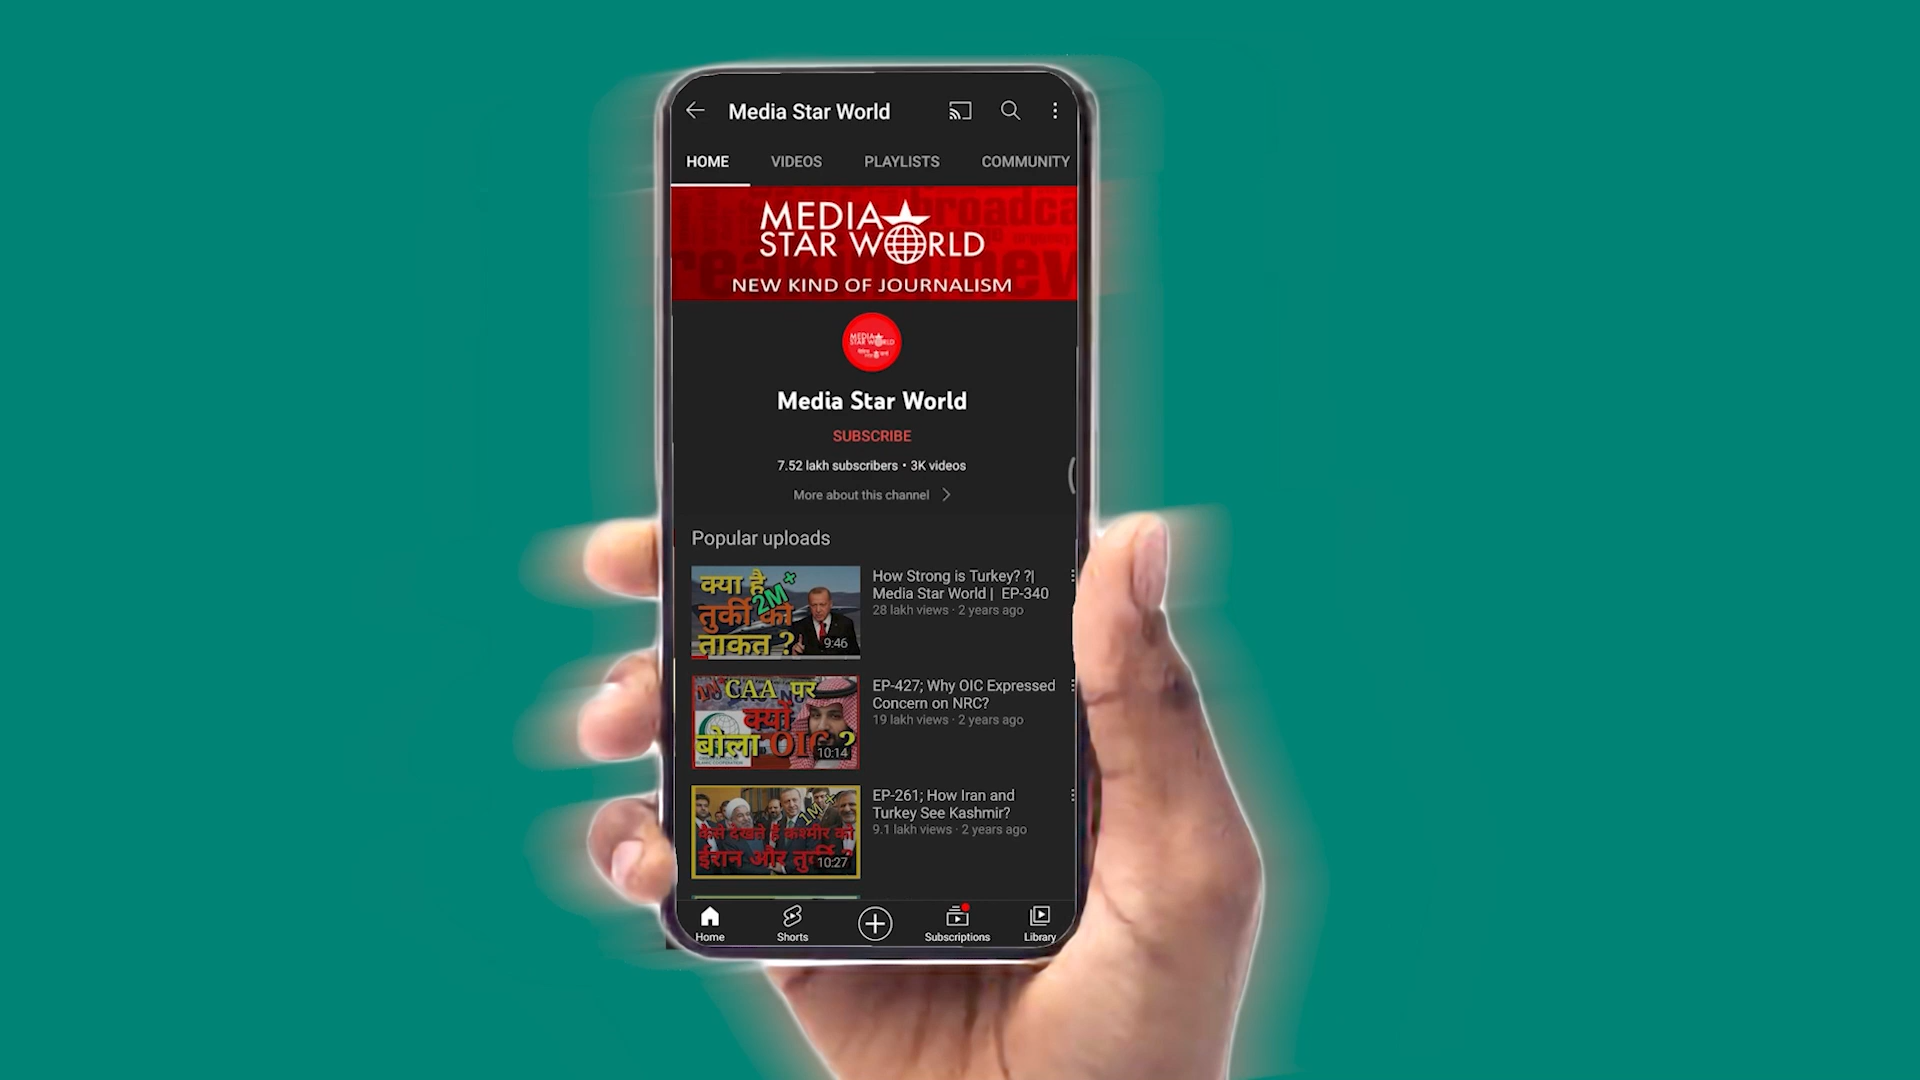 Media Star World
HOME VIDEOS PLAYLISTS COMMUNITY
MEDIA
STAR WORLD
NEW KIND OF JOURNALISM
MEDIA
STAR WORLD
Media Star World
SUBSCRIBE
7.52 lakh subscribers • 3K videos
More about this channel
Popular uploads
क्या है
2M+
तुर्की की
ताकत ?
9:46
How Strong is Turkey? ?|
Media Star World | EP-340
28 lakh views · 2 years ago
CAA पर
क्यों
बोला OIC ?
10:14
EP-427; Why OIC Expressed
Concern on NRC?
19 lakh views · 2 years ago
1M+
कैसे देखते हैं कश्मीर को
ईरान और
10:27
EP-261; How Iran and
Turkey See Kashmir?
9.1 lakh views · 2 years ago
Home Shorts Subscriptions Library